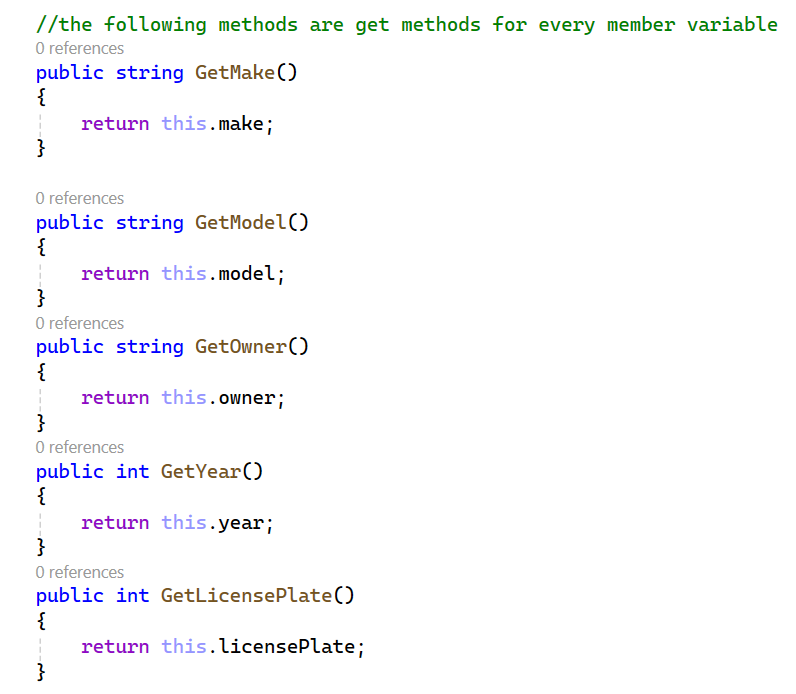 //the following methods are get methods for every member variable
0 references
public string GetMake()
{
    return this.make;
}

0 references
public string GetModel()
{
    return this.model;
}
0 references
public string GetOwner()
{
    return this.owner;
}
0 references
public int GetYear()
{
    return this.year;
}
0 references
public int GetLicensePlate()
{
    return this.licensePlate;
}